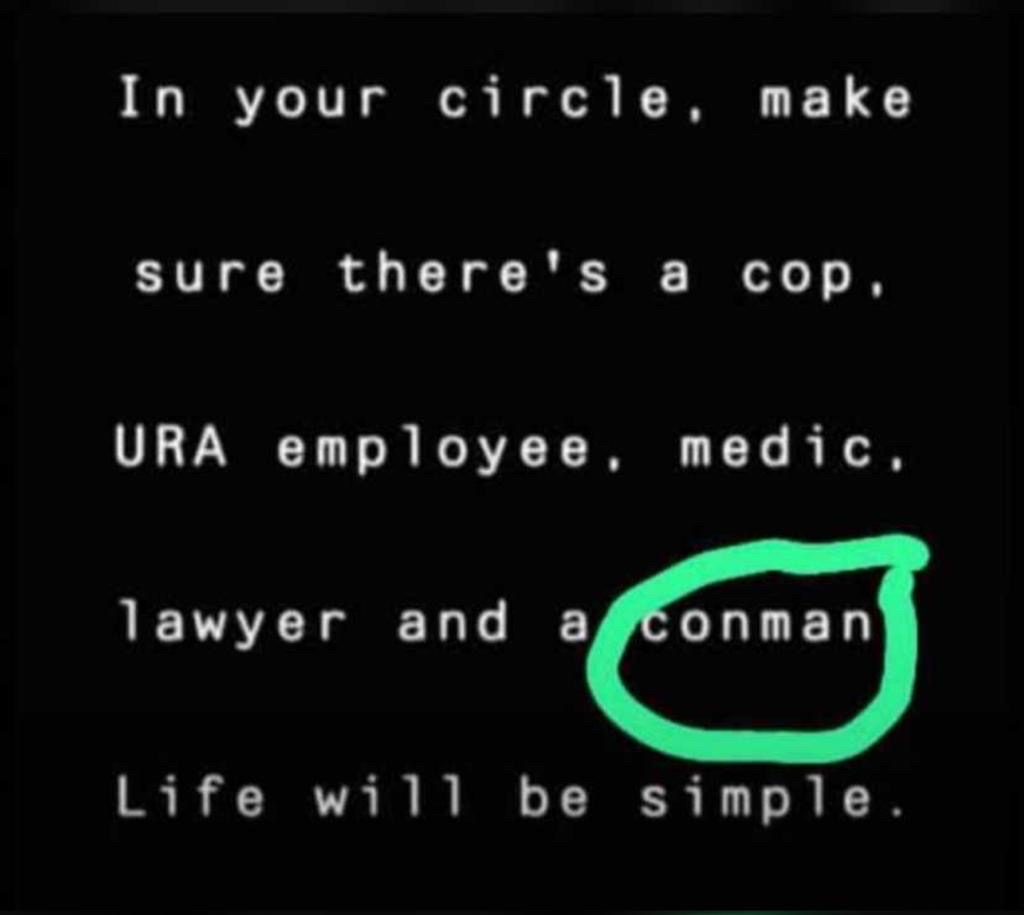 In your circle, make
sure there's a cop,
URA employee, medic,
lawyer and a conman
Life will be simple.